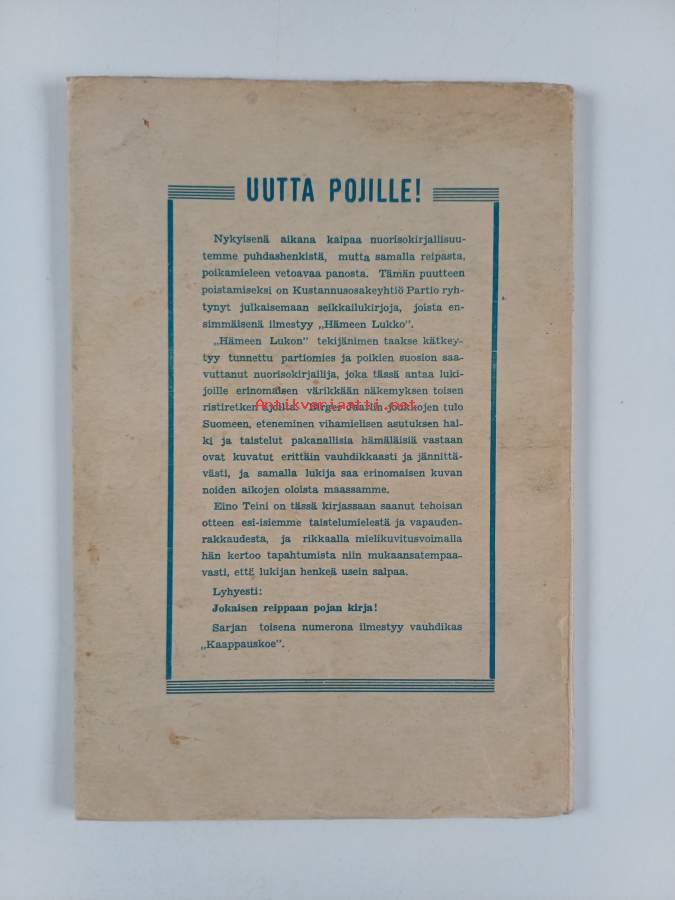 UUTTA POJILLE!
Nykyisenä aikana kaipaa nuorisokirjallisuu-
temme puhdashenkistä, mutta samalla reipasta,
poikamieleen vetoavaa panosta. Tämän puutteen
poistamiseksi on Kustannusosakeyhtiö Partio ryh-
tynyt julkaisemaan seikkailukirjoja, joista en-
simmäisenä ilmestyy „Hämeen Lukko”.
„Hämeen Lukon” tekijänimen taakse kätkey-
tyy tunnettu partiomies ja poikien suosion saa-
vuttanut nuorisokirjailija, joka tässä antaa luki-
joille erinomaisen värikkään näkemyksen toisen
ristiretken ajoilta. Birger Jaarlin joukkojen tulo
Antikvariaatti.net
Suomeen, eteneminen vihamielisen asutuksen hal-
ki ja taistelut pakanallisia hämäläisiä vastaan
ovat kuvatut erittäin vauhdikkaasti ja jännittä-
västi, ja samalla lukija saa erinomaisen kuvan
noiden aikojen oloista maassamme.
Eino Teini on tässä kirjassaan saanut tehoisan
otteen esi-isiemme taistelumielestä ja vapauden-
rakkaudesta, ja rikkaalla mielikuvitusvoimalla
hän kertoo tapahtumista niin mukaansatempaa-
vasti, että lukijan henkeä usein salpaa.
Lyhyesti:
Jokaisen reippaan pojan kirja!
Sarjan toisena numerona ilmestyy vauhdikas
„Kaappauskoe”.